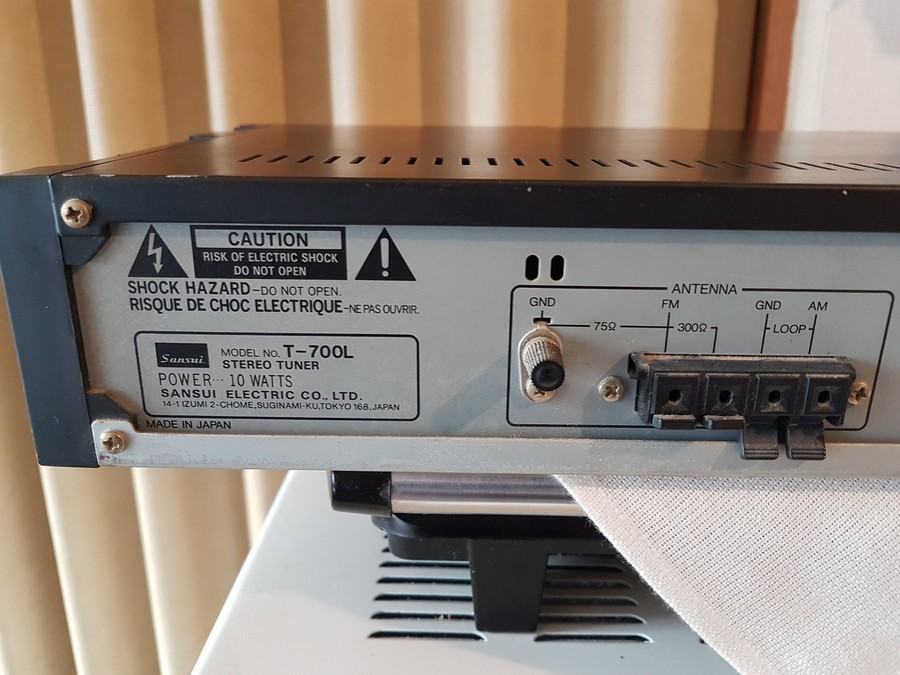 CAUTION
RISK OF ELECTRIC SHOCK
DO NOT OPEN
SHOCK HAZARD–DO NOT OPEN.
RISQUE DE CHOC ELECTRIQUE–NE PAS OUVRIR.
Sansui
MODEL NO. T-700L
STEREO TUNER
POWER··· 10 WATTS
SANSUI ELECTRIC CO., LTD.
14-1 IZUMI 2-CHOME, SUGINAMI-KU, TOKYO 168, JAPAN
MADE IN JAPAN
ANTENNA
GND FM GND AM
75Ω 300Ω LOOP